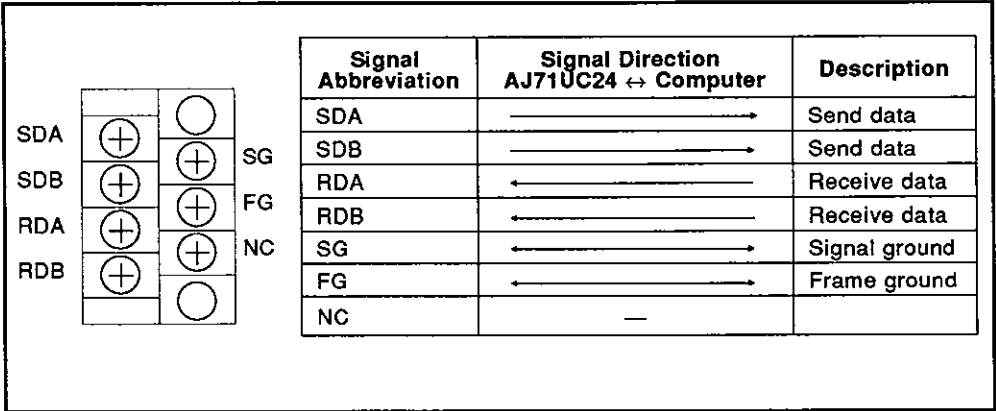 SDA
SDB
RDA
RDB
SG
FG
NC
Signal Abbreviation | Signal Direction AJ71UC24 ↔ Computer | Description
SDA | Send data
SDB | Send data
RDA | Receive data
RDB | Receive data
SG | Signal ground
FG | Frame ground
NC | —